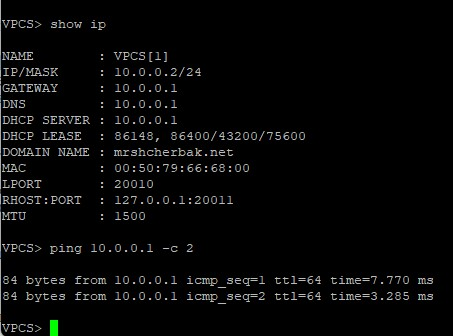 VPCS> show ip
NAME : VPCS[1]
IP/MASK : 10.0.0.2/24
GATEWAY : 10.0.0.1
DNS : 10.0.0.1
DHCP SERVER : 10.0.0.1
DHCP LEASE : 86148, 86400/43200/75600
DOMAIN NAME : mrshcherbak.net
MAC : 00:50:79:66:68:00
LPORT : 20010
RHOST:PORT : 127.0.0.1:20011
MTU : 1500
VPCS> ping 10.0.0.1 -c 2
84 bytes from 10.0.0.1 icmp_seq=1 ttl=64 time=7.770 ms
84 bytes from 10.0.0.1 icmp_seq=2 ttl=64 time=3.285 ms
VPCS>